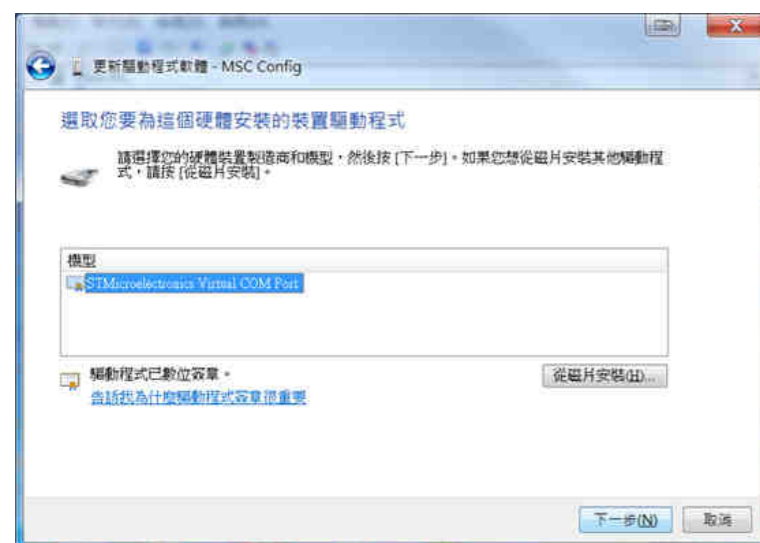 更新驅動程式軟體 - MSC Config
選取您要為這個硬體安裝的裝置驅動程式
請選擇您的硬體裝置製造商和機型，然後按 [下一步]。如果您想從磁片安裝其他驅動程
式，請按 [從磁片安裝]。
機型
STMicroelectronics Virtual COM Port
驅動程式已數位簽章。
從磁片安裝(H)...
告訴我為什麼驅動程式簽章很重要
下一步(N)
取消